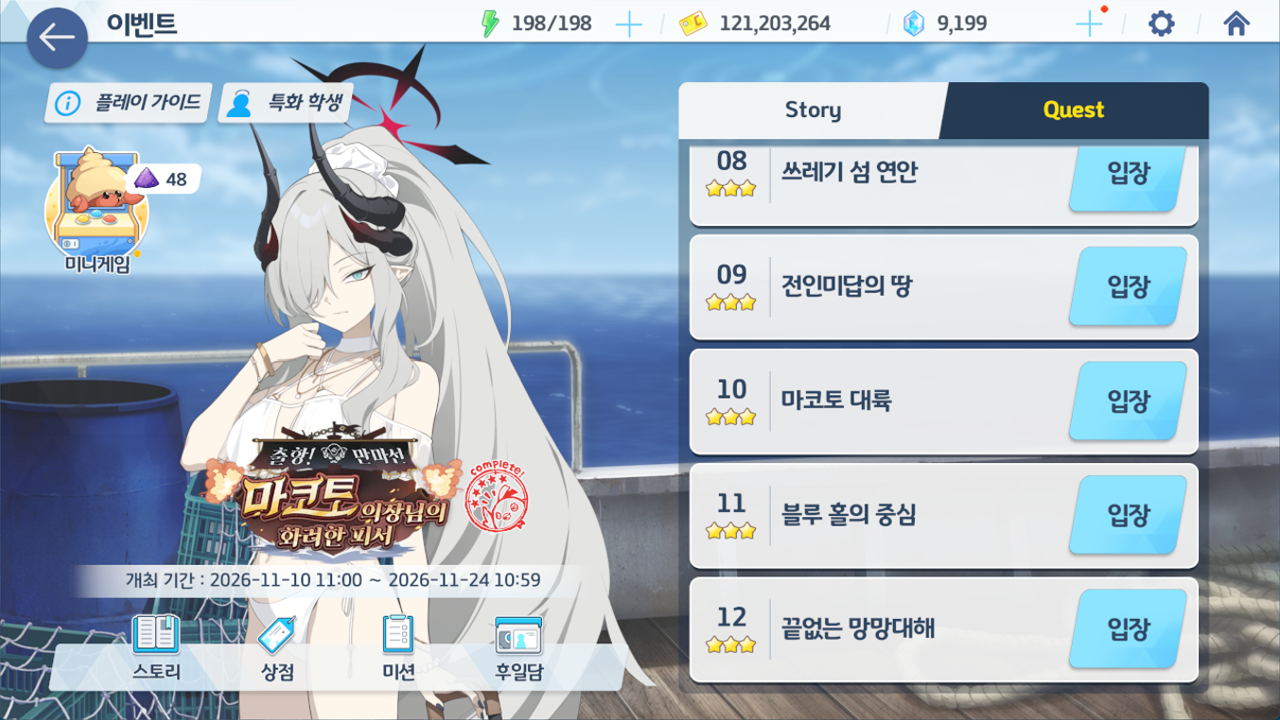 이벤트
198/198
121,203,264
9,199
플레이 가이드
특화 학생
48
미니게임
complete!
출항! 만마선
마코토 의장님의
화려한 피서
개최 기간 : 2026-11-10 11:00 ~ 2026-11-24 10:59
스토리
상점
미션
후일담
Story
Quest
08
쓰레기 섬 연안
입장
09
전인미답의 땅
입장
10
마코토 대륙
입장
11
블루 홀의 중심
입장
12
끝없는 망망대해
입장